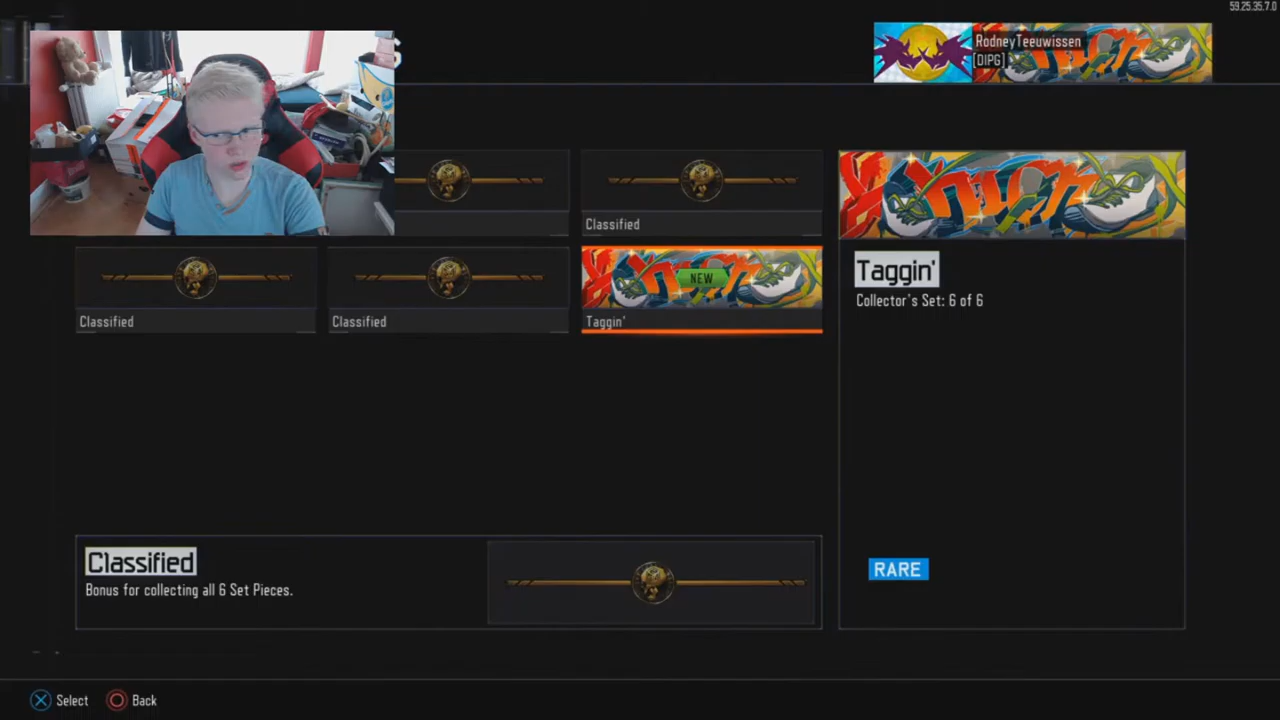 59.25.35.7.0
RodneyTeeuwissen
[DIPG]
Classified
Classified
Classified
NEW
Taggin'
Taggin'
Collector's Set: 6 of 6
RARE
Classified
Bonus for collecting all 6 Set Pieces.
Select
Back